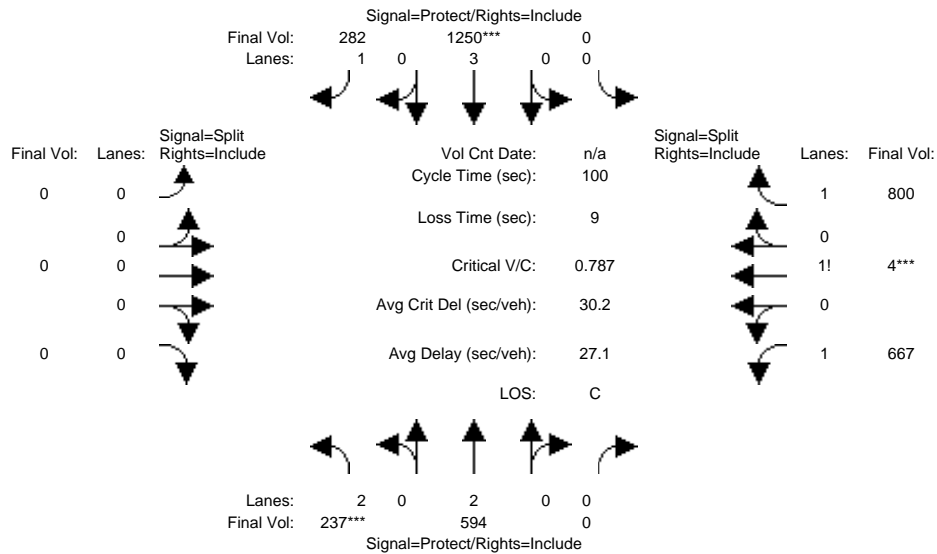 Signal=Protect/Rights=Include
Final Vol: 282 1250*** 0
Lanes: 1 0 3 0 0
Signal=Split
Final Vol: Lanes: Rights=Include
Vol Cnt Date: n/a
Signal=Split
Rights=Include Lanes: Final Vol:
Cycle Time (sec): 100
0 0
1 800
Loss Time (sec): 9
0
0
0 0
Critical V/C: 0.787
1! 4***
0
Avg Crit Del (sec/veh): 30.2
0
0 0
Avg Delay (sec/veh): 27.1
1 667
LOS: C
Lanes: 2 0 2 0 0
Final Vol: 237*** 594 0
Signal=Protect/Rights=Include